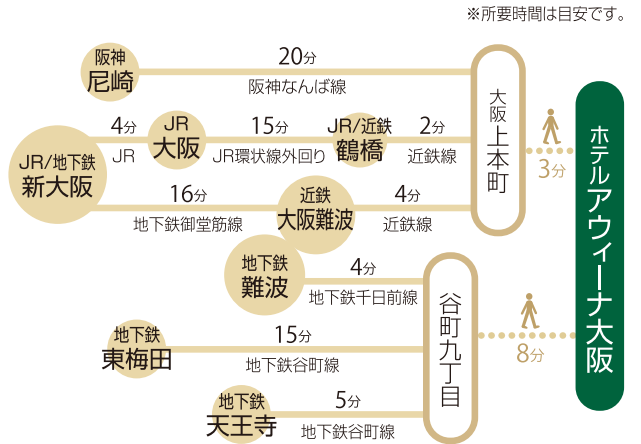 ※所要時間は目安です。
阪神
尼崎
20分
阪神なんば線
JR/地下鉄
新大阪
4分
JR
JR
大阪
15分
JR環状線外回り
JR/近鉄
鶴橋
2分
近鉄線
16分
地下鉄御堂筋線
近鉄
大阪難波
4分
近鉄線
大阪上本町
3分
地下鉄
難波
4分
地下鉄千日前線
地下鉄
東梅田
15分
地下鉄谷町線
地下鉄
天王寺
5分
地下鉄谷町線
谷町九丁目
8分
ホテルアウィーナ大阪